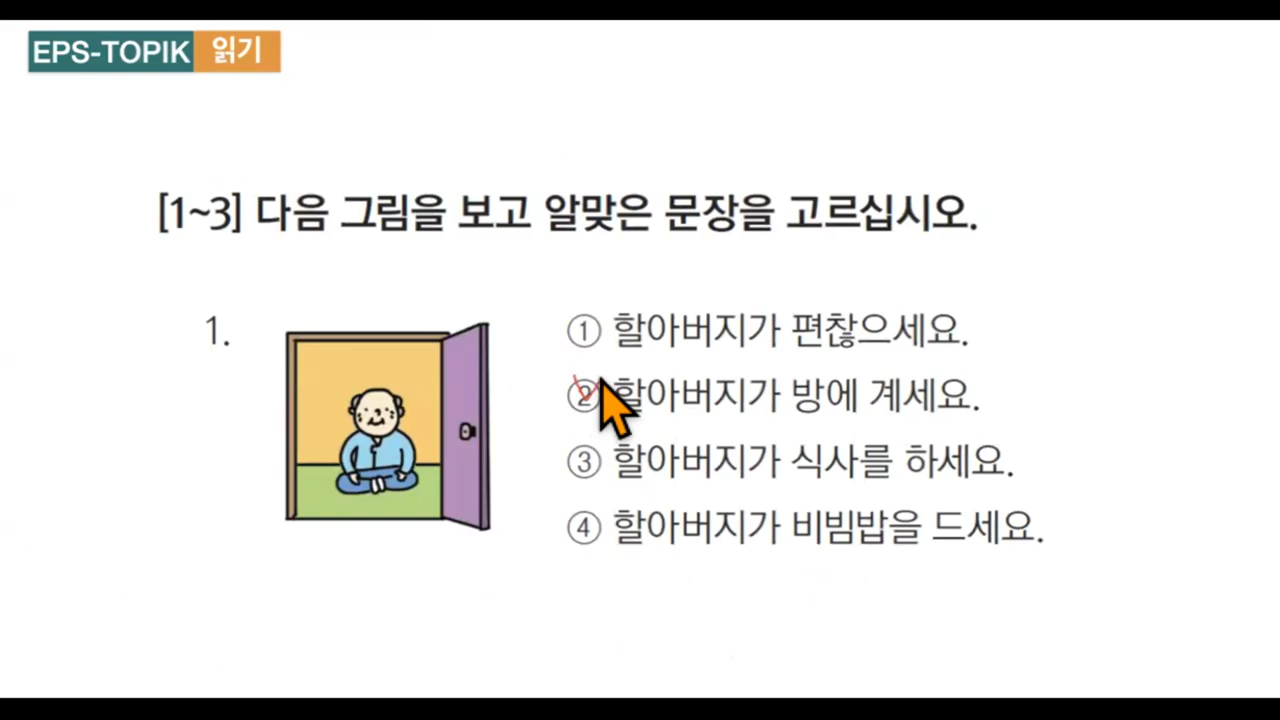 EPS-TOPIK 읽기
[1~3] 다음 그림을 보고 알맞은 문장을 고르십시오.
1.
① 할아버지가 편찮으세요.
② 할아버지가 방에 계세요.
③ 할아버지가 식사를 하세요.
④ 할아버지가 비빔밥을 드세요.